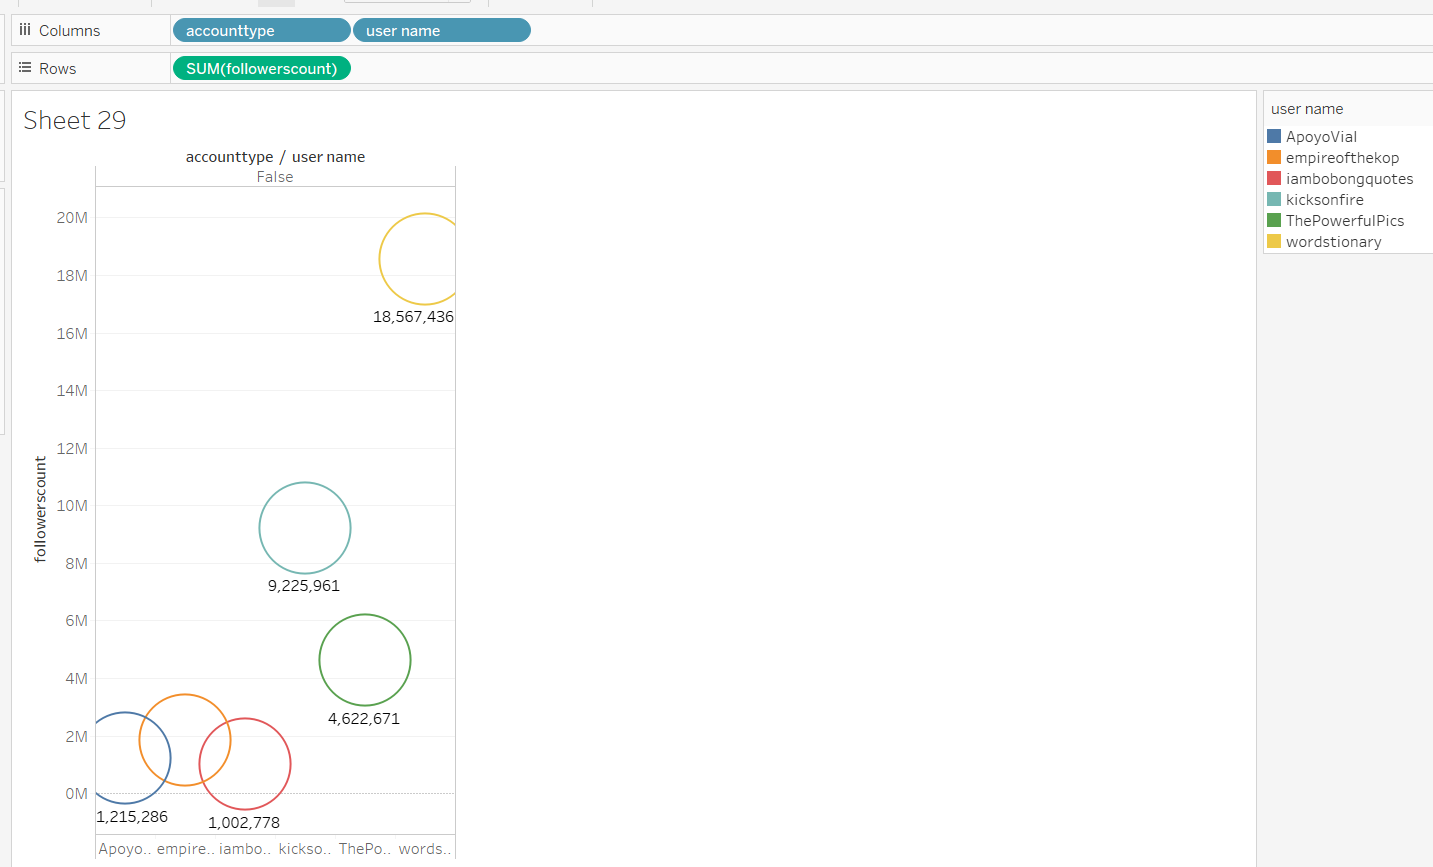 Columns accounttype user name
Rows SUM(followerscount)
Sheet 29
accounttype / user name
False
20M
18M
16M
14M
12M
10M
8M
6M
4M
2M
0M
followerscount
18,567,436
9,225,961
4,622,671
1,215,286
1,002,778
Apoyo.. empire.. iambo.. kickso.. ThePo.. words..
user name
ApoyoVial
empireofthekop
iambobongquotes
kicksonfire
ThePowerfulPics
wordstionary